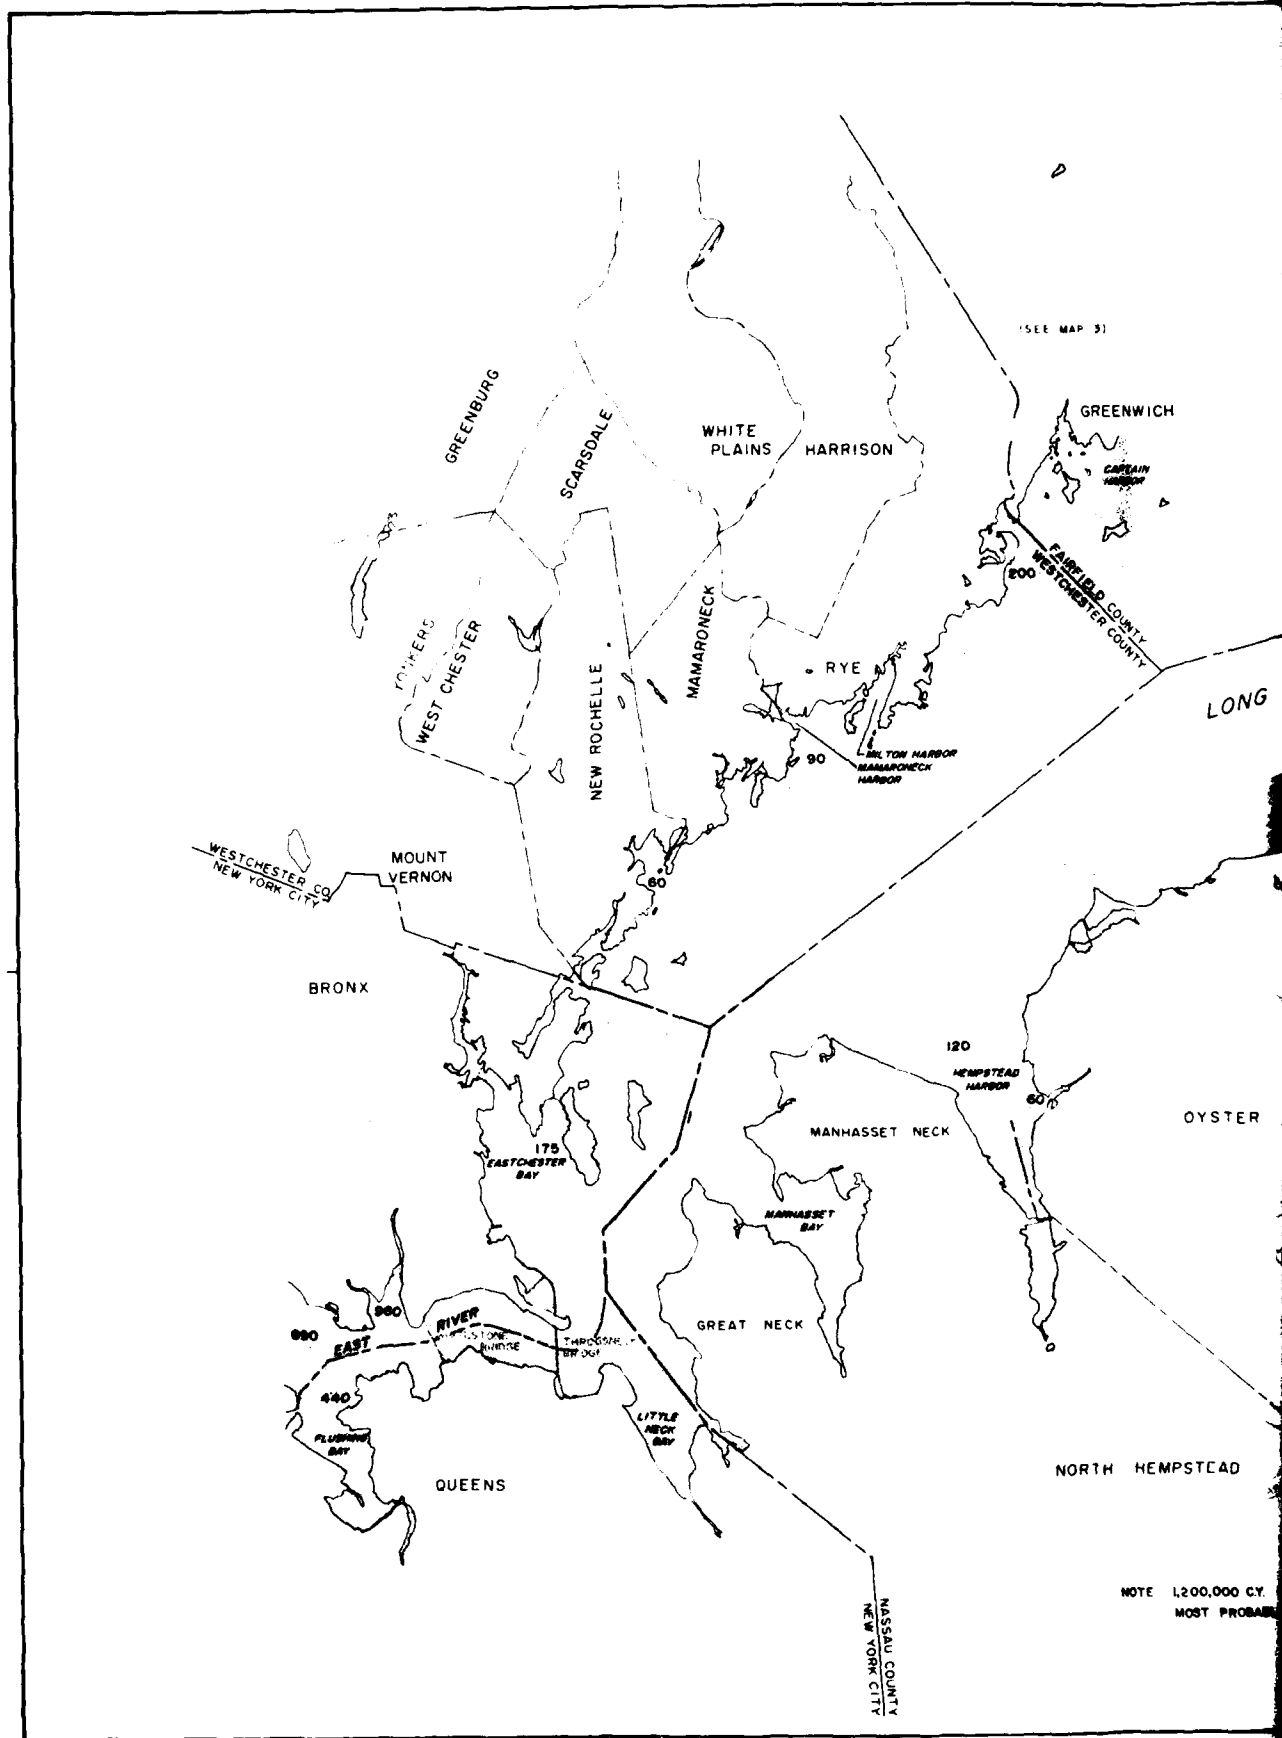 (SEE MAP 3)
GREENBURG
SCARSDALE
WHITE
PLAINS
HARRISON
GREENWICH
CAPTAIN
HARBOR
FAIRFIELD COUNTY
WESTCHESTER COUNTY
200
YONKERS
WEST CHESTER
NEW ROCHELLE
MAMARONECK
RYE
LONG
MILTON HARBOR
MAMARONECK
HARBOR
90
WESTCHESTER CO
NEW YORK CITY
MOUNT
VERNON
60
BRONX
120
HEMPSTEAD
HARBOR
60
OYSTER
MANHASSET NECK
175
EASTCHESTER
BAY
MANHASSET
BAY
960
690
EAST RIVER
BRIDGE
BRIDGE
GREAT NECK
440
FLUSHING
BAY
LITTLE
NECK
BAY
QUEENS
NORTH HEMPSTEAD
NOTE 1,200,000 C.Y.
MOST
NASSAU COUNTY
NEW YORK CITY